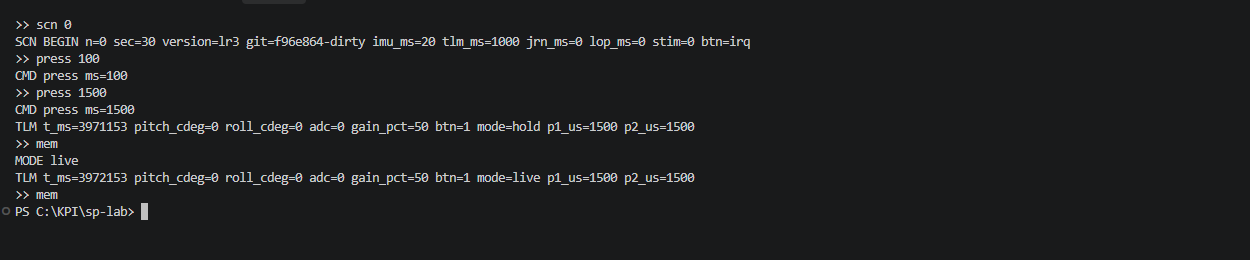 >> scn 0
SCN BEGIN n=0 sec=30 version=lr3 git=f96e864-dirty imu_ms=20 tlm_ms=1000 jrn_ms=0 lop_ms=0 stim=0 btn=irq
>> press 100
CMD press ms=100
>> press 1500
CMD press ms=1500
TLM t_ms=3971153 pitch_cdeg=0 roll_cdeg=0 adc=0 gain_pct=50 btn=1 mode=hold p1_us=1500 p2_us=1500
>> mem
MODE live
TLM t_ms=3972153 pitch_cdeg=0 roll_cdeg=0 adc=0 gain_pct=50 btn=1 mode=live p1_us=1500 p2_us=1500
>> mem
PS C:\KPI\sp-lab>